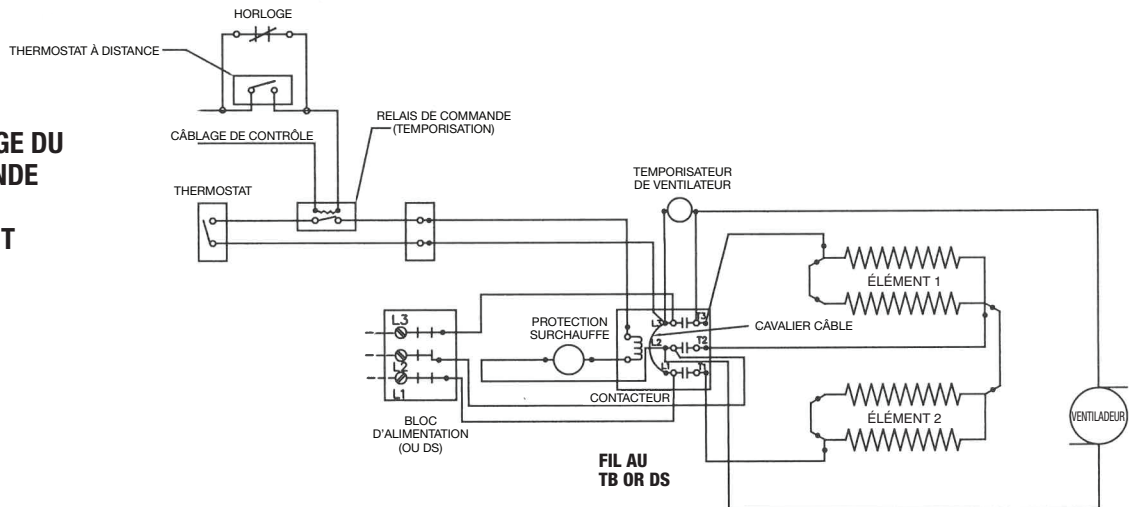 HORLOGE
THERMOSTAT À DISTANCE
GE DU
NDE
T
RELAIS DE COMMANDE
(TEMPORISATION)
CÂBLAGE DE CONTRÔLE
THERMOSTAT
TEMPORISATEUR
DE VENTILATEUR
ÉLÉMENT 1
L3
L2
L1
PROTECTION
SURCHAUFFE
L3
T3
L2
T2
L1
T1
CAVALIER CÂBLE
CONTACTEUR
BLOC
D'ALIMENTATION
(OU DS)
ÉLÉMENT 2
VENTILADEUR
FIL AU
TB OR DS